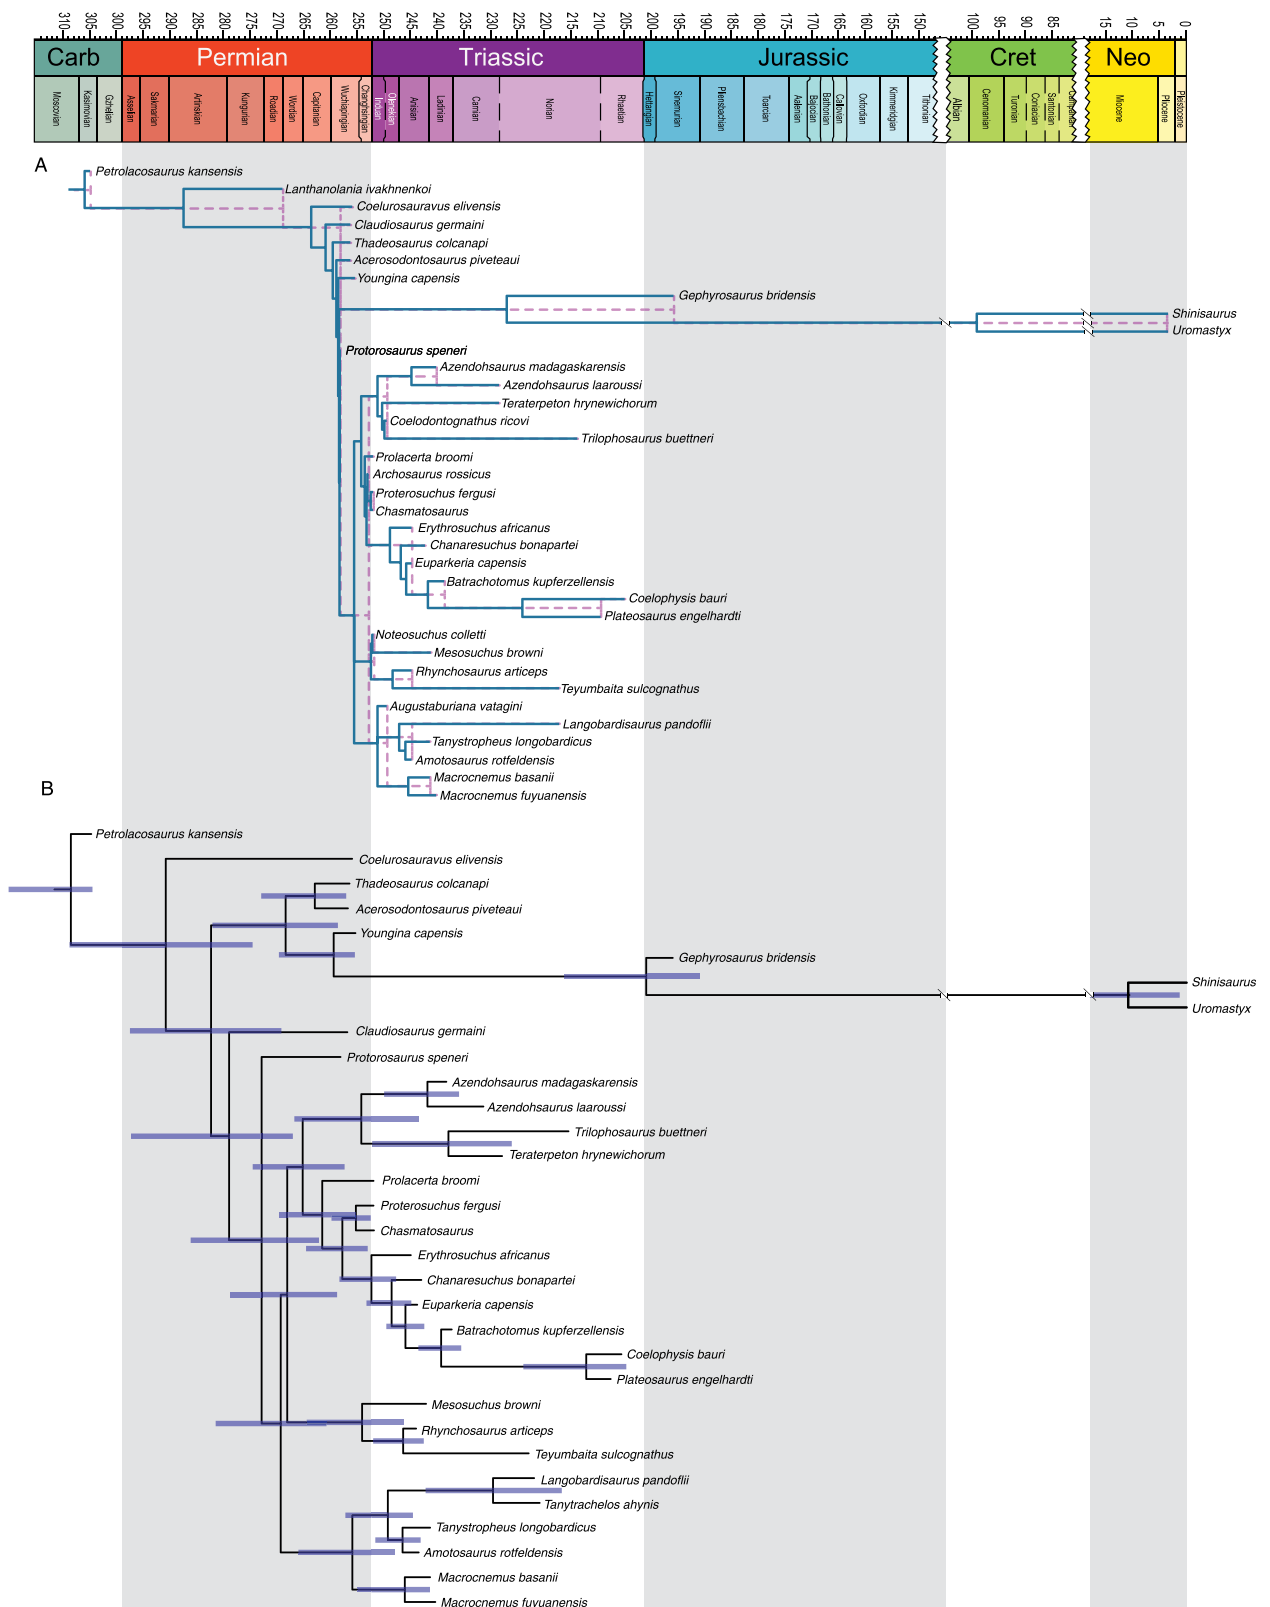 310 305 300 295 290 285 280 275 270 265 260 255 250 245 240 235 230 225 220 215 210 205 200 195 190 185 180 175 170 165 160 155 150 100 95 90 85 15 10 5 0
Carb Permian Triassic Jurassic Cret Neo
Moscovian Kasimovian Gzhelian Asselian Sakmarian Artinskian Kungurian Roadian Wordian Capitanian Wuchiapingian Changhsingian Induan Olenekian Anisian Ladinian Carnian Norian Rhaetian Hettangian Sinemurian Pliensbachian Toarcian Aalenian Bajocian Bathonian Callovian Oxfordian Kimmeridgian Tithonian Albian Cenomanian Turonian Coniacian Santonian Miocene Pliocene Pleistocene
A
Petrolacosaurus kansensis
Lanthanolania ivakhnenkoi
Coelurosauravus elivensis
Claudiosaurus germaini
Thadeosaurus colcanapi
Acerosodontosaurus piveteaui
Youngina capensis
Gephyrosaurus bridensis
Shinisaurus
Uromastyx
Protorosaurus speneri
Azendohsaurus madagaskarensis
Azendohsaurus laaroussi
Teraterpeton hrynewichorum
Coelodontognathus ricovi
Trilophosaurus buettneri
Prolacerta broomi
Archosaurus rossicus
Proterosuchus fergusi
Chasmatosaurus
Erythrosuchus africanus
Chanaresuchus bonapartei
Euparkeria capensis
Batrachotomus kupferzellensis
Coelophysis bauri
Plateosaurus engelhardti
Noteosuchus colletti
Mesosuchus browni
Rhynchosaurus articeps
Teyumbaita sulcognathus
Augustaburiana vatagini
Langobardisaurus pandoflii
Tanystropheus longobardicus
Amotosaurus rotfeldensis
Macrocnemus basanii
Macrocnemus fuyuanensis
B
Petrolacosaurus kansensis
Coelurosauravus elivensis
Thadeosaurus colcanapi
Acerosodontosaurus piveteaui
Youngina capensis
Gephyrosaurus bridensis
Shinisaurus
Uromastyx
Claudiosaurus germaini
Protorosaurus speneri
Azendohsaurus madagaskarensis
Azendohsaurus laaroussi
Trilophosaurus buettneri
Teraterpeton hrynewichorum
Prolacerta broomi
Proterosuchus fergusi
Chasmatosaurus
Erythrosuchus africanus
Chanaresuchus bonapartei
Euparkeria capensis
Batrachotomus kupferzellensis
Coelophysis bauri
Plateosaurus engelhardti
Mesosuchus browni
Rhynchosaurus articeps
Teyumbaita sulcognathus
Langobardisaurus pandoflii
Tanytrachelos ahynis
Tanystropheus longobardicus
Amotosaurus rotfeldensis
Macrocnemus basanii
Macrocnemus fuyuanensis